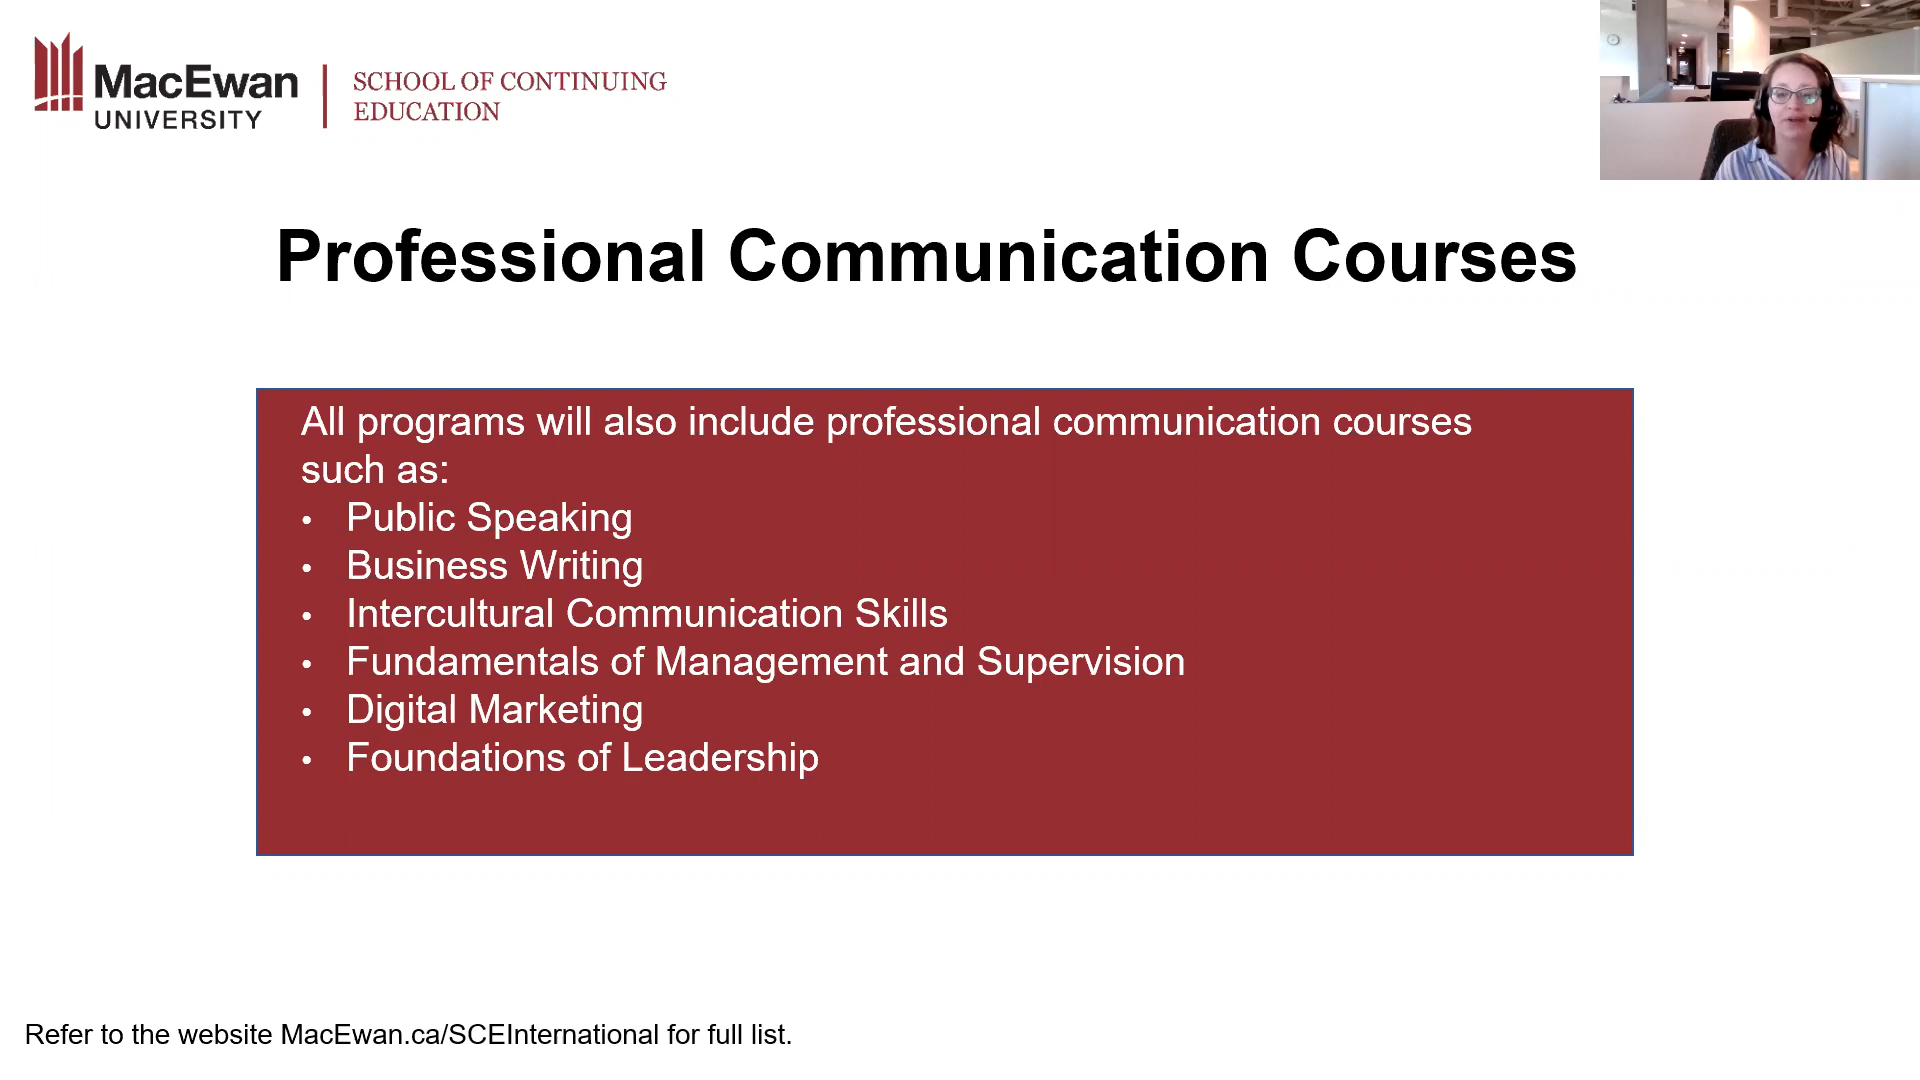 MacEwan
UNIVERSITY
SCHOOL OF CONTINUING
EDUCATION
Professional Communication Courses
All programs will also include professional communication courses
such as:
• Public Speaking
• Business Writing
• Intercultural Communication Skills
• Fundamentals of Management and Supervision
• Digital Marketing
• Foundations of Leadership
Refer to the website MacEwan.ca/SCEInternational for full list.